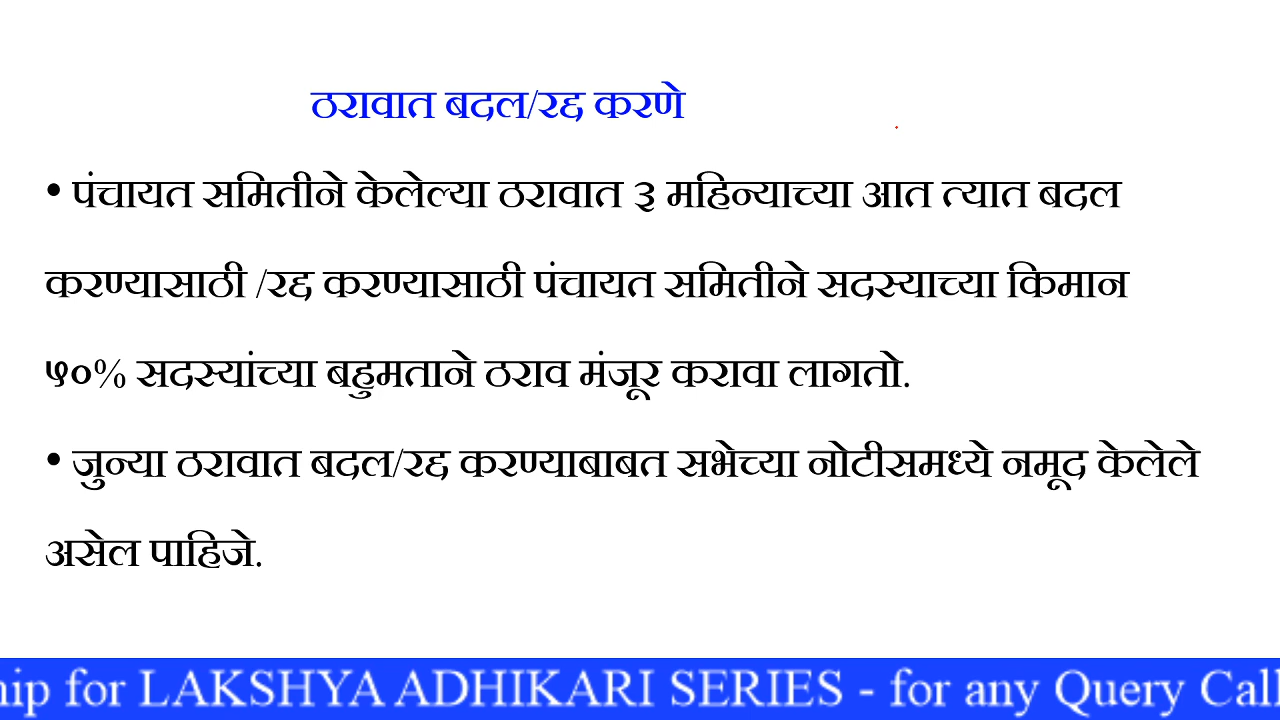 ठरावात बदल/रद्द करणे
• पंचायत समितीने केलेल्या ठरावात ३ महिन्याच्या आत त्यात बदल
करण्यासाठी /रद्द करण्यासाठी पंचायत समितीने सदस्याच्या किमान
५०% सदस्यांच्या बहुमताने ठराव मंजूर करावा लागतो.
• जुन्या ठरावात बदल/रद्द करण्याबाबत सभेच्या नोटीसमध्ये नमूद केलेले
असेल पाहिजे.
hip for LAKSHYA ADHIKARI SERIES - for any Query Call